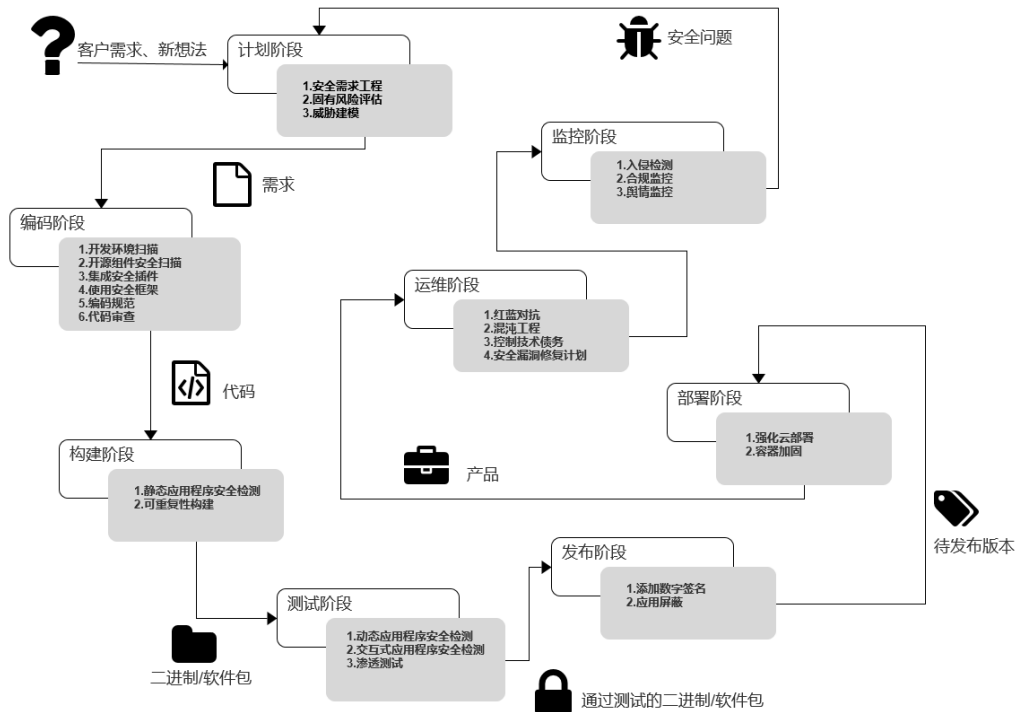 客户需求、新想法
计划阶段
1.安全需求工程
2.固有风险评估
3.威胁建模
安全问题
需求
编码阶段
1.开发环境扫描
2.开源组件安全扫描
3.集成安全插件
4.使用安全框架
5.编码规范
6.代码审查
代码
构建阶段
1.静态应用程序安全检测
2.可重复性构建
二进制/软件包
测试阶段
1.动态应用程序安全检测
2.交互式应用程序安全检测
3.渗透测试
通过测试的二进制/软件包
发布阶段
1.添加数字签名
2.应用屏蔽
待发布版本
部署阶段
1.强化云部署
2.容器加固
产品
运维阶段
1.红蓝对抗
2.混沌工程
3.控制技术债务
4.安全漏洞修复计划
监控阶段
1.入侵检测
2.合规监控
3.舆情监控